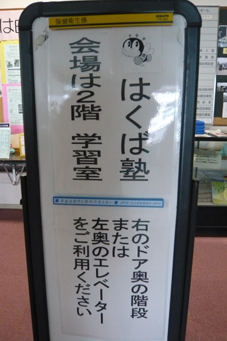 はくば塾
会場は2階 学習室
右のドア奥の階段
または
左奥のエレベーター
をご利用ください